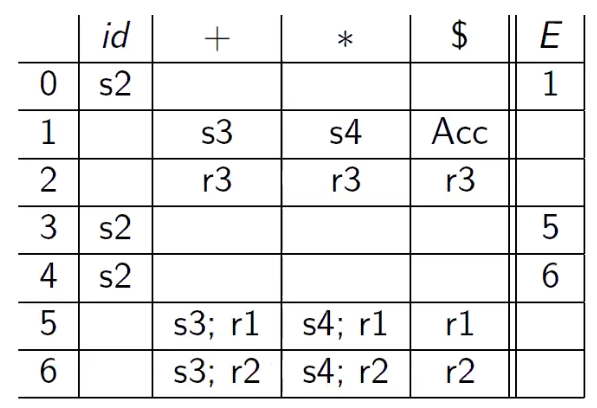 id + * $ E
0 s2 1
1 s3 s4 Acc
2 r3 r3 r3
3 s2 5
4 s2 6
5 s3; r1 s4; r1 r1
6 s3; r2 s4; r2 r2